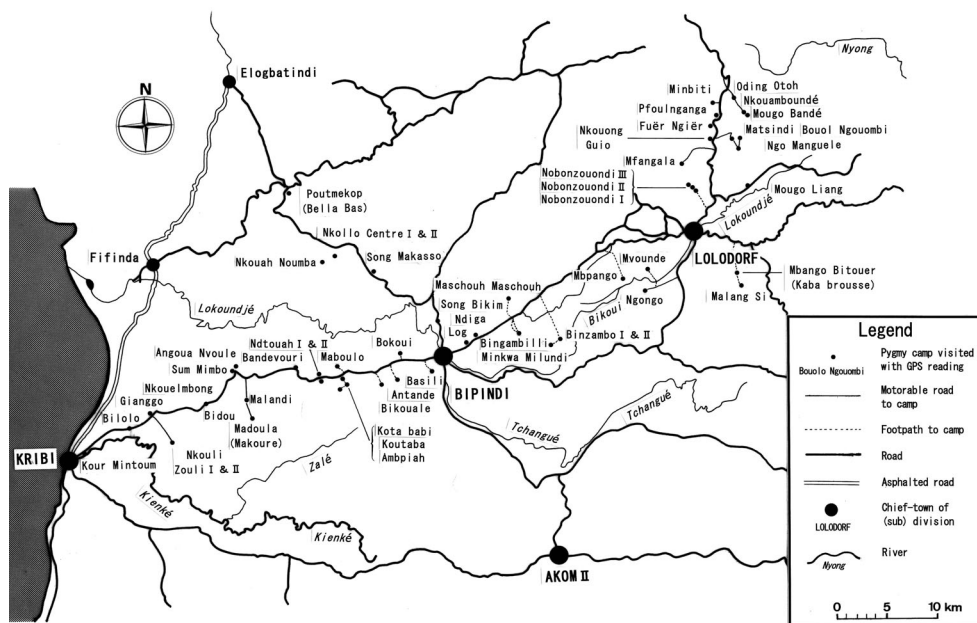 N
Elogbatindi
Nyong
Minbiti
Oding Otoh
Nkouamboundé
Mougo Bandé
Pfoulnganga
Fuër Ngiër
Nkouong
Guio
Matsindi
Bouol Ngouombi
Ngo Manguele
Mfangala
Nobonzouondi Ⅲ
Nobonzouondi Ⅱ
Nobonzouondi Ⅰ
Mougo Liang
Lokoundjé
Poutmekop
(Bella Bas)
Nkollo Centre Ⅰ & Ⅱ
Nkouah Noumba
Song Makasso
Fifinda
LOLODORF
Mvounde
Mbpango
Mbango Bitouer
(Kaba brousse)
Malang Si
Maschouh Maschouh
Ngongo
Bikoui
Lokoundjé
Song Bikim
Ndiga
Log
Bingambilli
Minkwa Milundi
Binzambo Ⅰ & Ⅱ
Ndtouah Ⅰ & Ⅱ
Bandevouri
Maboulo
Bokoui
Angoua Nvoule
Sum Mimbo
Nkouelmbong
Gianggo
Bilolo
Malandi
Bidou
Madoula
(Makoure)
BIPINDI
Basili
Antande
Bikouale
Kota babi
Koutaba
Ambpiah
Tchangué
Tchangué
Nkouli
Zouli Ⅰ & Ⅱ
KRIBI
Kour Mintoum
Zalé
Kienké
Kienké
AKOM Ⅱ
Legend
Bouolo Ngouombi
Pygmy camp visited
with GPS reading
Motorable road
to camp
Footpath to camp
Road
Asphalted road
LOLODORF
Chief-town of
(sub) division
Nyong
River
0 5 10 km